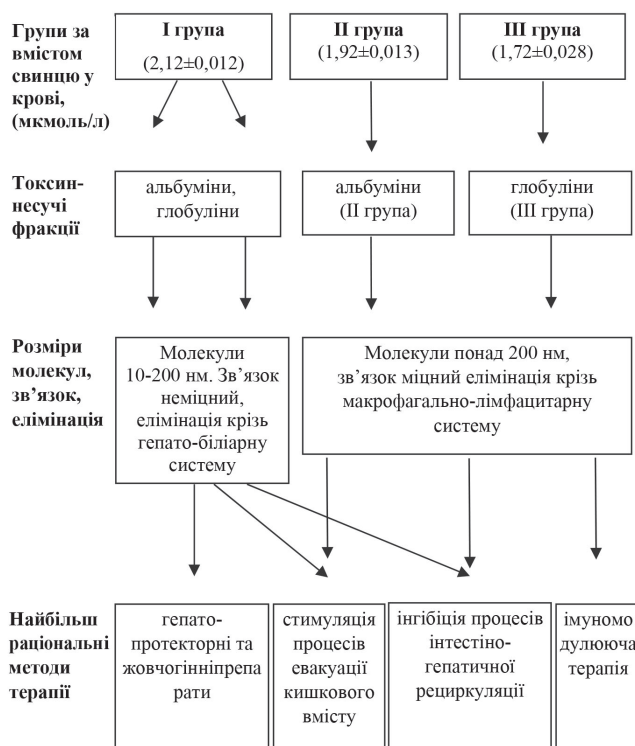 Групи за
вмістом
свинцю у
крові,
(мкмоль/л)
I група
(2,12±0,012)
II група
(1,92±0,013)
III група
(1,72±0,028)
Токсин-
несучі
фракції
альбуміни,
глобуліни
альбуміни
(II група)
глобуліни
(III група)
Розміри
молекул,
зв’язок,
елімінація
Молекули
10-200 нм. Зв’язок
неміцний,
елімінація крізь
гепато-біліарну
систему
Молекули понад 200 нм,
зв’язок міцний елімінація крізь
макрофагально-лімфацитарну
систему
Найбільш
раціональні
методи
терапії
гепато-
протекторні та
жовчогінніпрепа
рати
стимуляція
процесів
евакуації
кишкового
вмісту
інгібіція процесів
інтестіно-
гепатичної
рециркуляції
імуномо
дулююча
терапія